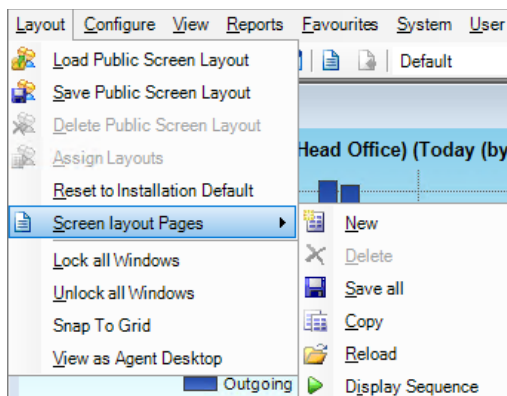 Layout Configure View Reports Favourites System User
Load Public Screen Layout
Default
Save Public Screen Layout
Delete Public Screen Layout
Assign Layouts
Head Office) (Today (by
Reset to Installation Default
Screen layout Pages
New
Lock all Windows
Delete
Unlock all Windows
Save all
Snap To Grid
Copy
View as Agent Desktop
Reload
Outgoing
Display Sequence